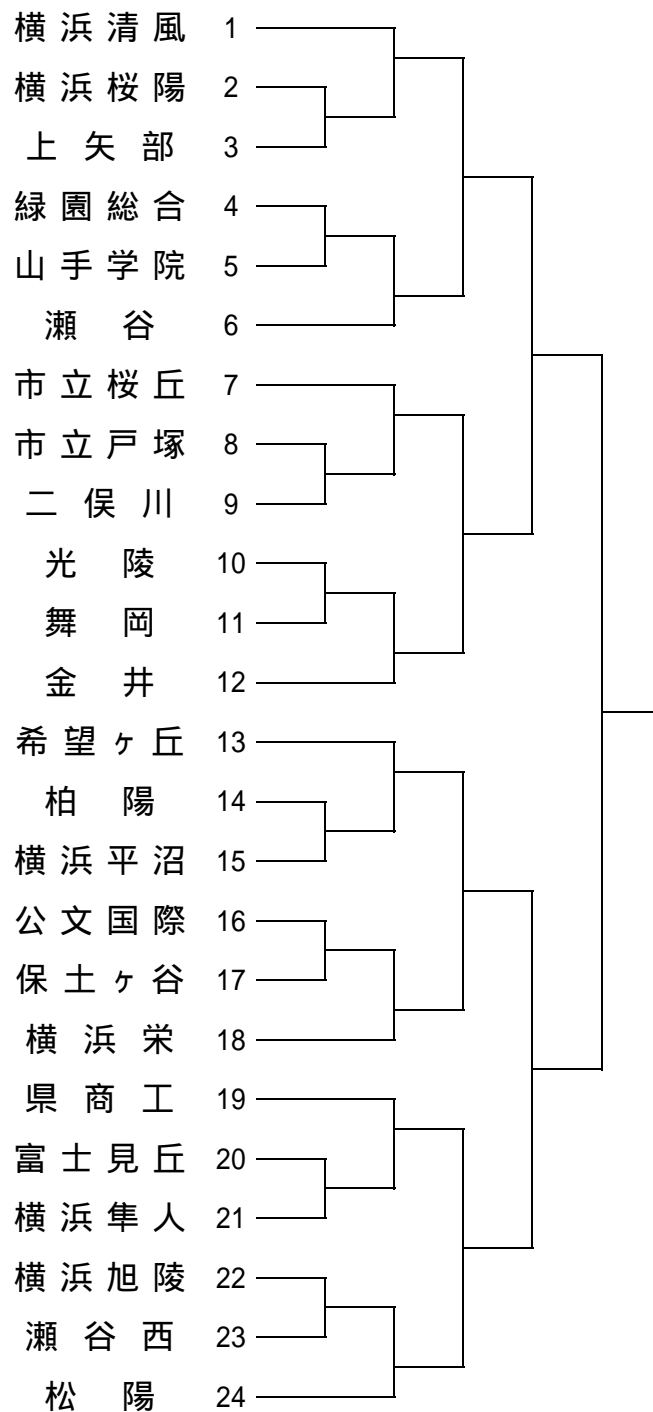 横浜清風 1
横浜桜陽 2
上矢部 3
緑園総合 4
山手学院 5
瀬谷 6
市立桜丘 7
市立戸塚 8
二俣川 9
光陵 10
舞岡 11
金井 12
希望ヶ丘 13
柏陽 14
横浜平沼 15
公文国際 16
保土ヶ谷 17
横浜栄 18
県商工 19
富士見丘 20
横浜隼人 21
横浜旭陵 22
瀬谷西 23
松陽 24